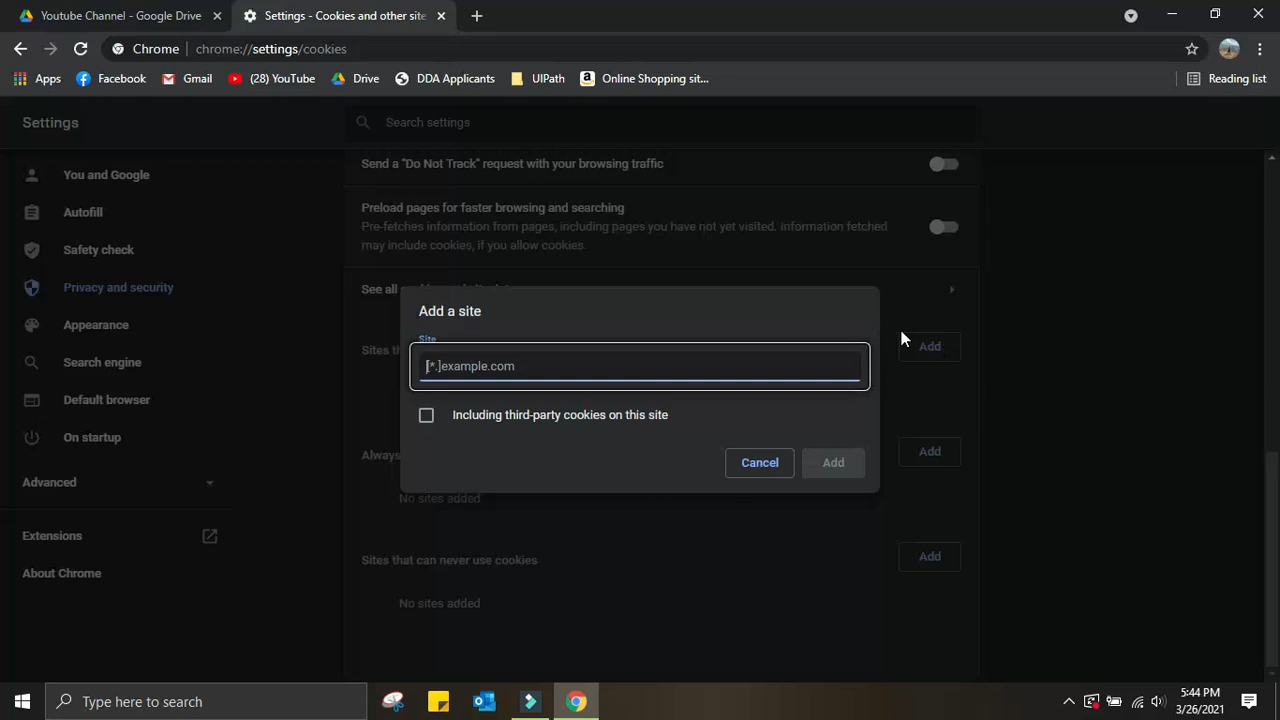 Youtube Channel - Google Drive
Settings - Cookies and other site
Chrome
chrome://settings/cookies
Apps
Facebook
Gmail
(28) YouTube
Drive
DDA Applicants
UIPath
Online Shopping sit...
Reading list
Settings
Search settings
You and Google
Autofill
Safety check
Privacy and security
Appearance
Search engine
Default browser
On startup
Advanced
Extensions
About Chrome
Send a "Do Not Track" request with your browsing traffic
Preload pages for faster browsing and searching
Pre-fetches information from pages, including pages you have not yet visited. Information fetched
may include cookies, if you allow cookies.
See all
Add a site
Site
[*.]example.com
Including third-party cookies on this site
Cancel
Add
Sites th
Add
Always
Add
No sites added
Sites that can never use cookies
Add
No sites added
Type here to search
5:44 PM
3/26/2021